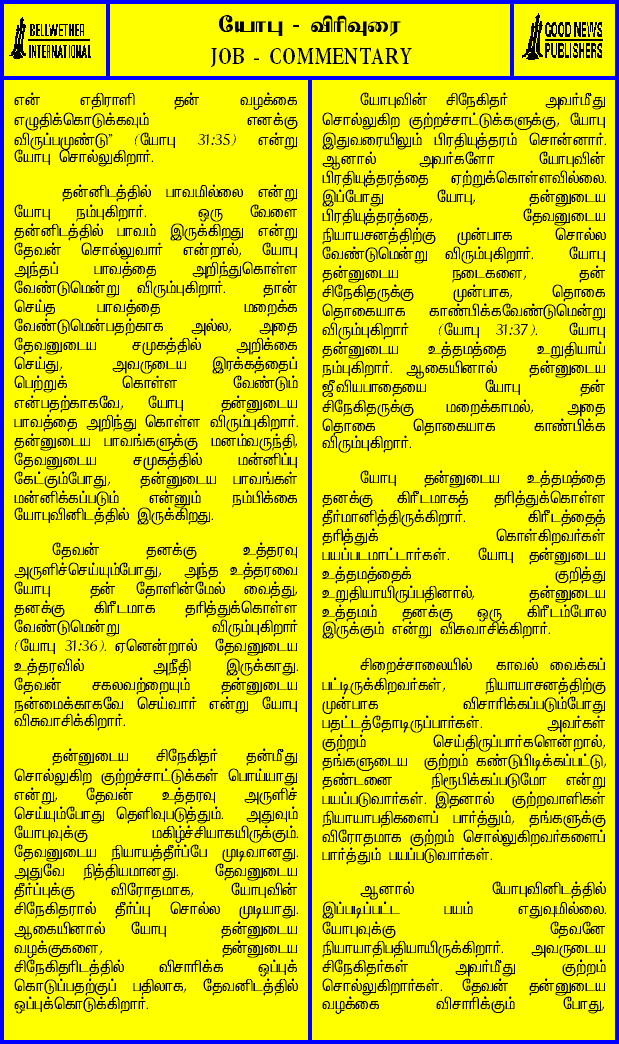 BELLWETHER
INTERNATIONAL
யோபு - விரிவுரை
JOB - COMMENTARY
GOOD NEWS
PUBLISHERS
என் எதிராளி தன் வழக்கை
எழுதிக்கொடுக்கவும் எனக்கு
விருப்பமுண்டு" (யோபு 31:35) என்று
யோபு சொல்லுகிறார்.
தன்னிடத்தில் பாவமில்லை என்று
யோபு நம்புகிறார். ஒரு வேளை
தன்னிடத்தில் பாவம் இருக்கிறது என்று
தேவன் சொல்லுவார் என்றால், யோபு
அந்தப் பாவத்தை அறிந்துகொள்ள
வேண்டுமென்று விரும்புகிறார். தான்
செய்த பாவத்தை மறைக்க
வேண்டுமென்பதற்காக அல்ல, அதை
தேவனுடைய சமுகத்தில் அறிக்கை
செய்து, அவருடைய இரக்கத்தைப்
பெற்றுக் கொள்ள வேண்டும்
என்பதற்காகவே, யோபு தன்னுடைய
பாவத்தை அறிந்து கொள்ள விரும்புகிறார்.
தன்னுடைய பாவங்களுக்கு மனம்வருந்தி,
தேவனுடைய சமுகத்தில் மன்னிப்பு
கேட்கும்போது, தன்னுடைய பாவங்கள்
மன்னிக்கப்படும் என்னும் நம்பிக்கை
யோபுவினிடத்தில் இருக்கிறது.
தேவன் தனக்கு உத்தரவு
அருளிச்செய்யும்போது, அந்த உத்தரவை
யோபு தன் தோளின்மேல் வைத்து,
தனக்கு கிரீடமாக தரித்துக்கொள்ள
வேண்டுமென்று விரும்புகிறார்
(யோபு 31:36). ஏனென்றால் தேவனுடைய
உத்தரவில் அநீதி இருக்காது.
தேவன் சகலவற்றையும் தன்னுடைய
நன்மைக்காகவே செய்வார் என்று யோபு
விசுவாசிக்கிறார்.
தன்னுடைய சிநேகிதர் தன்மீது
சொல்லுகிற குற்றச்சாட்டுக்கள் பொய்யாது
என்று, தேவன் உத்தரவு அருளிச்
செய்யும்போது தெளிவுபடுத்தும். அதுவும்
யோபுவுக்கு மகிழ்ச்சியாகயிருக்கும்.
தேவனுடைய நியாயத்தீர்ப்பே முடிவானது.
அதுவே நித்தியமானது. தேவனுடைய
தீர்ப்புக்கு விரோதமாக, யோபுவின்
சிநேகிதரால் தீர்ப்பு சொல்ல முடியாது.
ஆகையினால் யோபு தன்னுடைய
வழக்குகளை, தன்னுடைய
சிநேகிதரிடத்தில் விசாரிக்க ஒப்புக்
கொடுப்பதற்குப் பதிலாக, தேவனிடத்தில்
ஒப்புக்கொடுக்கிறார்.
யோபுவின் சிநேகிதர் அவர்மீது
சொல்லுகிற குற்றச்சாட்டுக்களுக்கு, யோபு
இதுவரையிலும் பிரதியுத்தரம் சொன்னார்.
ஆனால் அவர்களோ யோபுவின்
பிரதியுத்தரத்தை ஏற்றுக்கொள்ளவில்லை.
இப்போது யோபு, தன்னுடைய
பிரதியுத்தரத்தை, தேவனுடைய
நியாயசனத்திற்கு முன்பாக சொல்ல
வேண்டுமென்று விரும்புகிறார். யோபு
தன்னுடைய நடைகளை, தன்
சிநேகிதருக்கு முன்பாக, தொகை
தொகையாக காண்பிக்கவேண்டுமென்று
விரும்புகிறார் (யோபு 31:37). யோபு
தன்னுடைய உத்தமத்தை உறுதியாய்
நம்புகிறார். ஆகையினால் தன்னுடைய
ஜீவியபாதையை யோபு தன்
சிநேகிதருக்கு மறைக்காமல், அதை
தொகை தொகையாக காண்பிக்க
விரும்புகிறார்.
யோபு தன்னுடைய உத்தமத்தை
தனக்கு கிரீடமாகத் தரித்துக்கொள்ள
தீர்மானித்திருக்கிறார். கிரீடத்தைத்
தரித்துக் கொள்கிறவர்கள்
பயப்படமாட்டார்கள். யோபு தன்னுடைய
உத்தமத்தைக் குறித்து
உறுதியாயிருப்பதினால், தன்னுடைய
உத்தமம் தனக்கு ஒரு கிரீடம்போல
இருக்கும் என்று விசுவாசிக்கிறார்.
சிறைச்சாலையில் காவல் வைக்கப்
பட்டிருக்கிறவர்கள், நியாயாசனத்திற்கு
முன்பாக விசாரிக்கப்படும்போது
பதட்டத்தோடிருப்பார்கள். அவர்கள்
குற்றம் செய்திருப்பார்களென்றால்,
தங்களுடைய குற்றம் கண்டுபிடிக்கப்பட்டு,
தண்டனை நிரூபிக்கப்படுமோ என்று
பயப்படுவார்கள். இதனால் குற்றவாளிகள்
நியாயாபதிகளைப் பார்த்தும், தங்களுக்கு
விரோதமாக குற்றம் சொல்லுகிறவர்களைப்
பார்த்தும் பயப்படுவார்கள்.
ஆனால் யோபுவினிடத்தில்
இப்படிப்பட்ட பயம் எதுவுமில்லை.
யோபுவுக்கு தேவனே
நியாயாதிபதியாயிருக்கிறார். அவருடைய
சிநேகிதர்கள் அவர்மீது குற்றம்
சொல்லுகிறார்கள். தேவன் தன்னுடைய
வழக்கை விசாரிக்கும் போது,